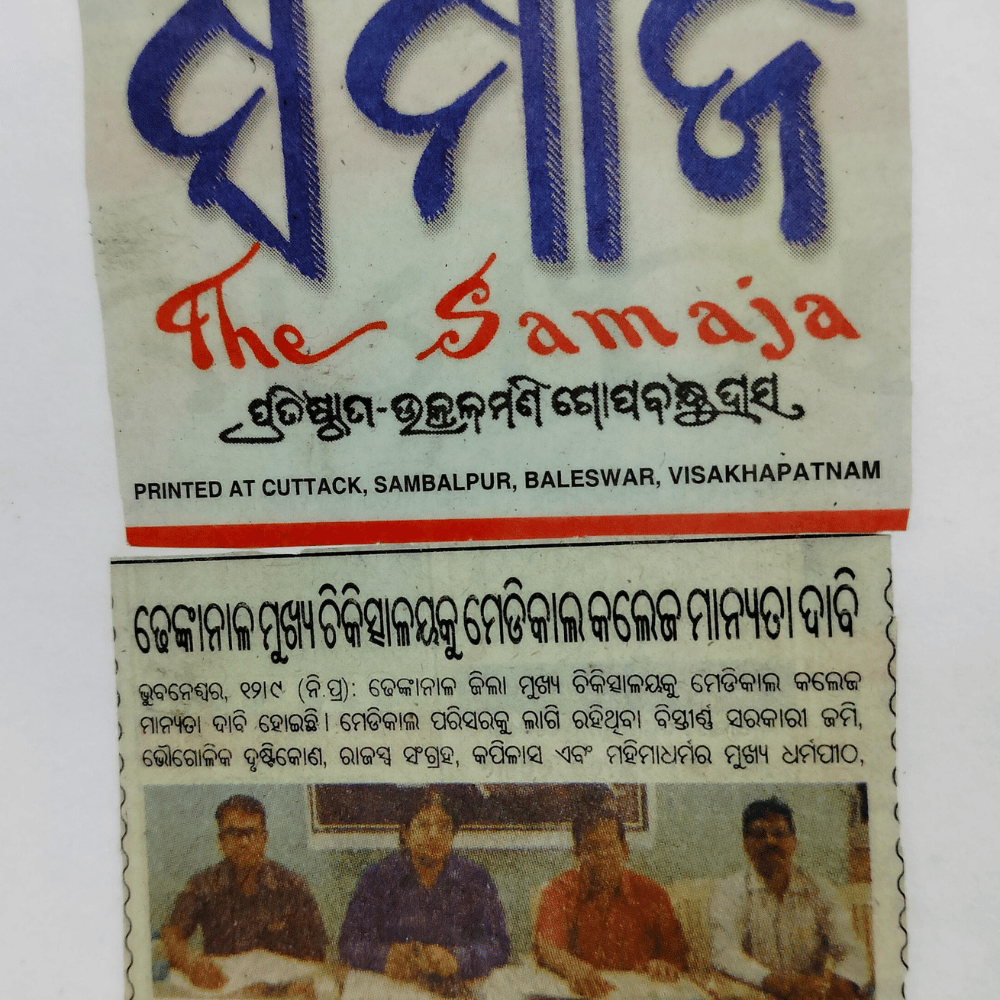 ସମାଜ
The Samaja
ପ୍ରତିଷ୍ଠାତା-ଉତ୍କଳମଣି ଗୋପବନ୍ଧୁ ଦାସ
PRINTED AT CUTTACK, SAMBALPUR, BALESWAR, VISAKHAPATNAM
ଢେଙ୍କାନାଳ ମୁଖ୍ୟ ଚିକିତ୍ସାଳୟକୁ ମେଡିକାଲ କଲେଜ ମାନ୍ୟତା ଦାବି
ଭୁବନେଶ୍ୱର, ୧୨।୯ (ନି.ପ୍ର): ଢେଙ୍କାନାଳ ଜିଲା ମୁଖ୍ୟ ଚିକିତ୍ସାଳୟକୁ ମେଡିକାଲ କଲେଜ
ମାନ୍ୟତା ଦାବି ହୋଇଛି। ମେଡିକାଲ ପରିସରକୁ ଲାଗି ରହିଥିବା ବିସ୍ତୀର୍ଣ୍ଣ ସରକାରୀ ଜମି,
ଭୌଗୋଳିକ ଦୃଷ୍ଟିକୋଣ, ରାଜସ୍ୱ ସଂଗ୍ରହ, କପିଳାସ ଏବଂ ମହିମାଧର୍ମର ମୁଖ୍ୟ ଧର୍ମପୀଠ,